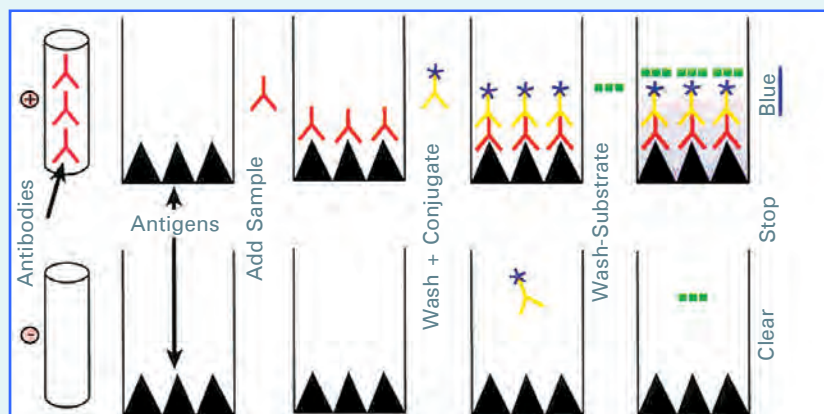 +
Antibodies
Antigens
Add Sample
Wash + Conjugate
Wash-Substrate
Blue
Stop
-
Clear